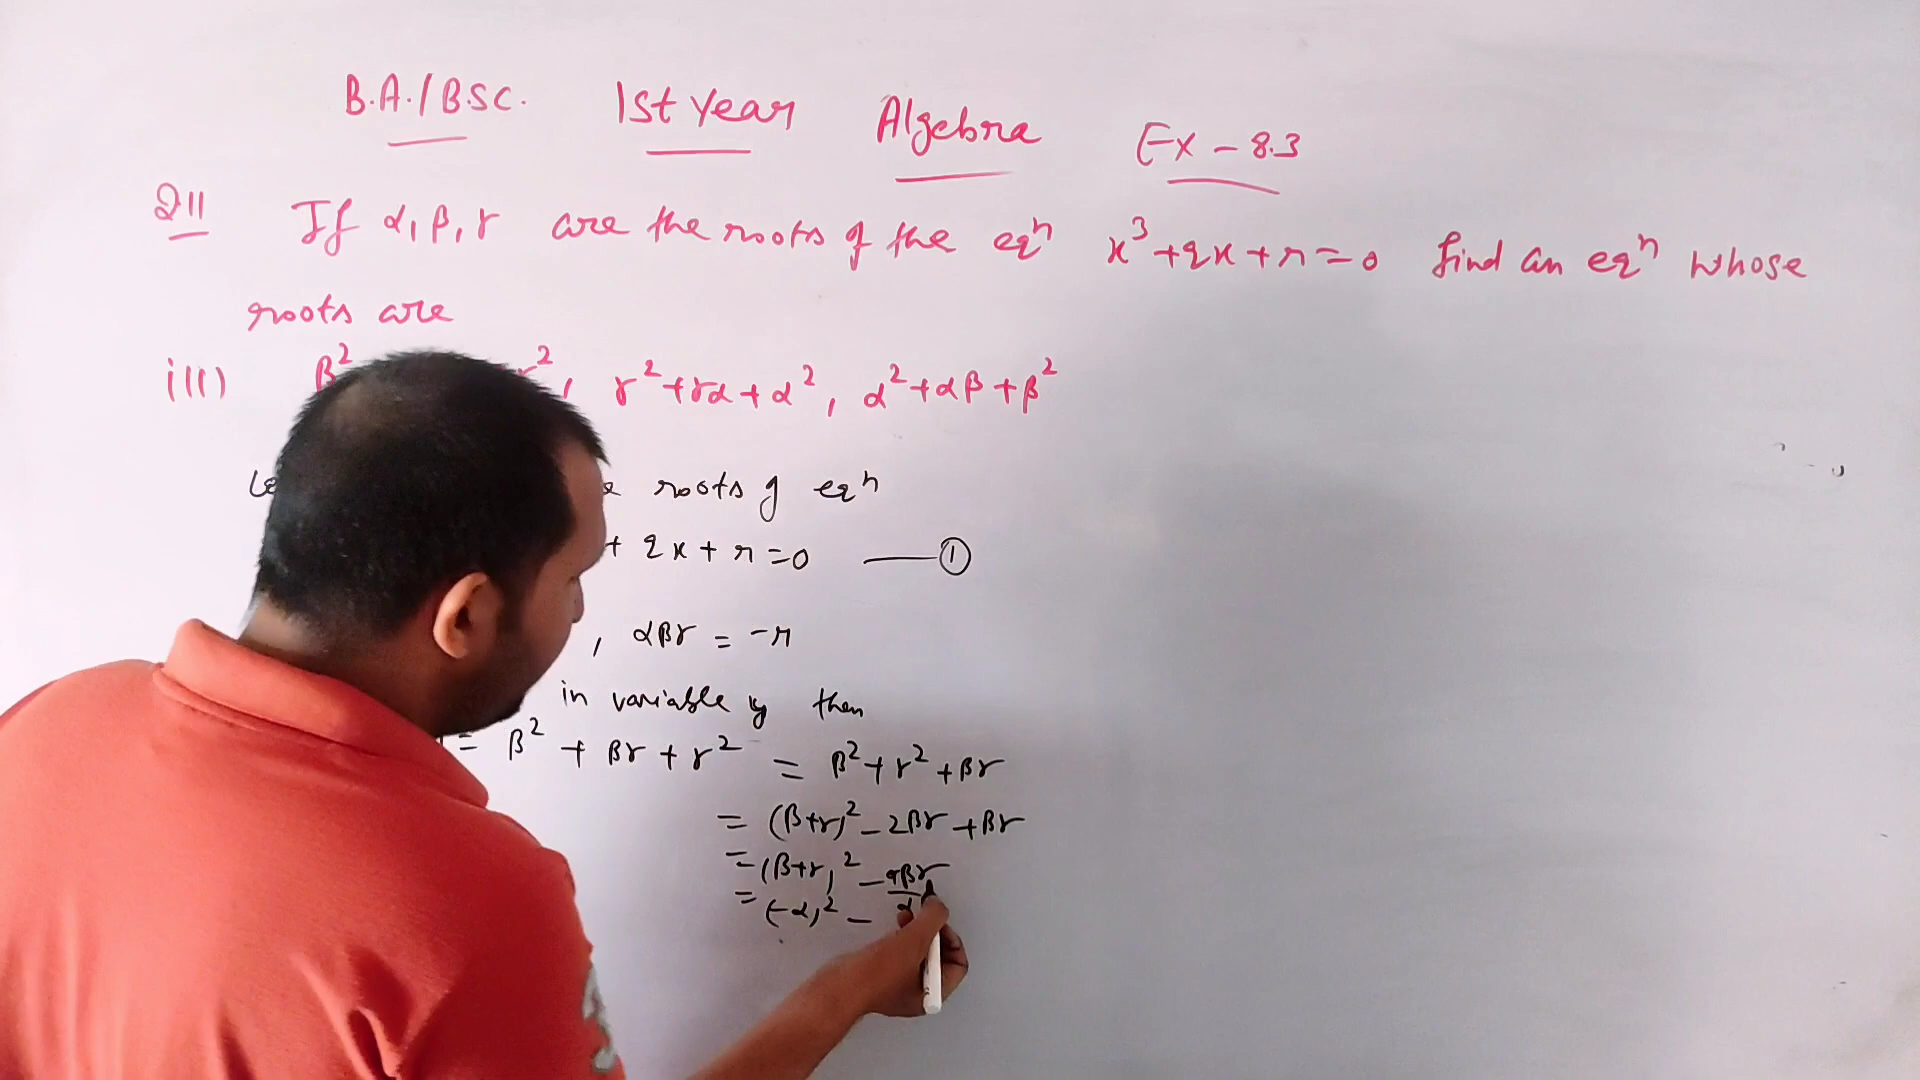 B.A./B.SC. 1st Year Algebra EX - 8.3
Q11 If α, β, γ are the roots of the eqⁿ x³+qx+r=0 find an eqⁿ whose
roots are
iii) β² γ², γ²+γα+α², α²+αβ+β²
roots of eqⁿ
+ qx + r = 0 —— ①
, αβγ = -r
in variable y then
= β² + βγ + γ² = β²+γ²+βγ
= (β+γ)² - 2βγ + βγ
= (β+γ)² - αβγ/α
= (-α)² -